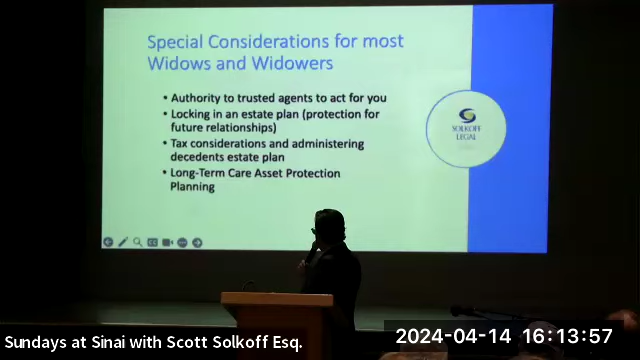 Special Considerations for most
Widows and Widowers
• Authority to trusted agents to act for you
• Locking in an estate plan (protection for
future relationships)
• Tax considerations and administering
decedents estate plan
• Long-Term Care Asset Protection
Planning
SOLKOFF
LEGAL
Sundays at Sinai with Scott Solkoff Esq.
2024-04-14 16:13:57